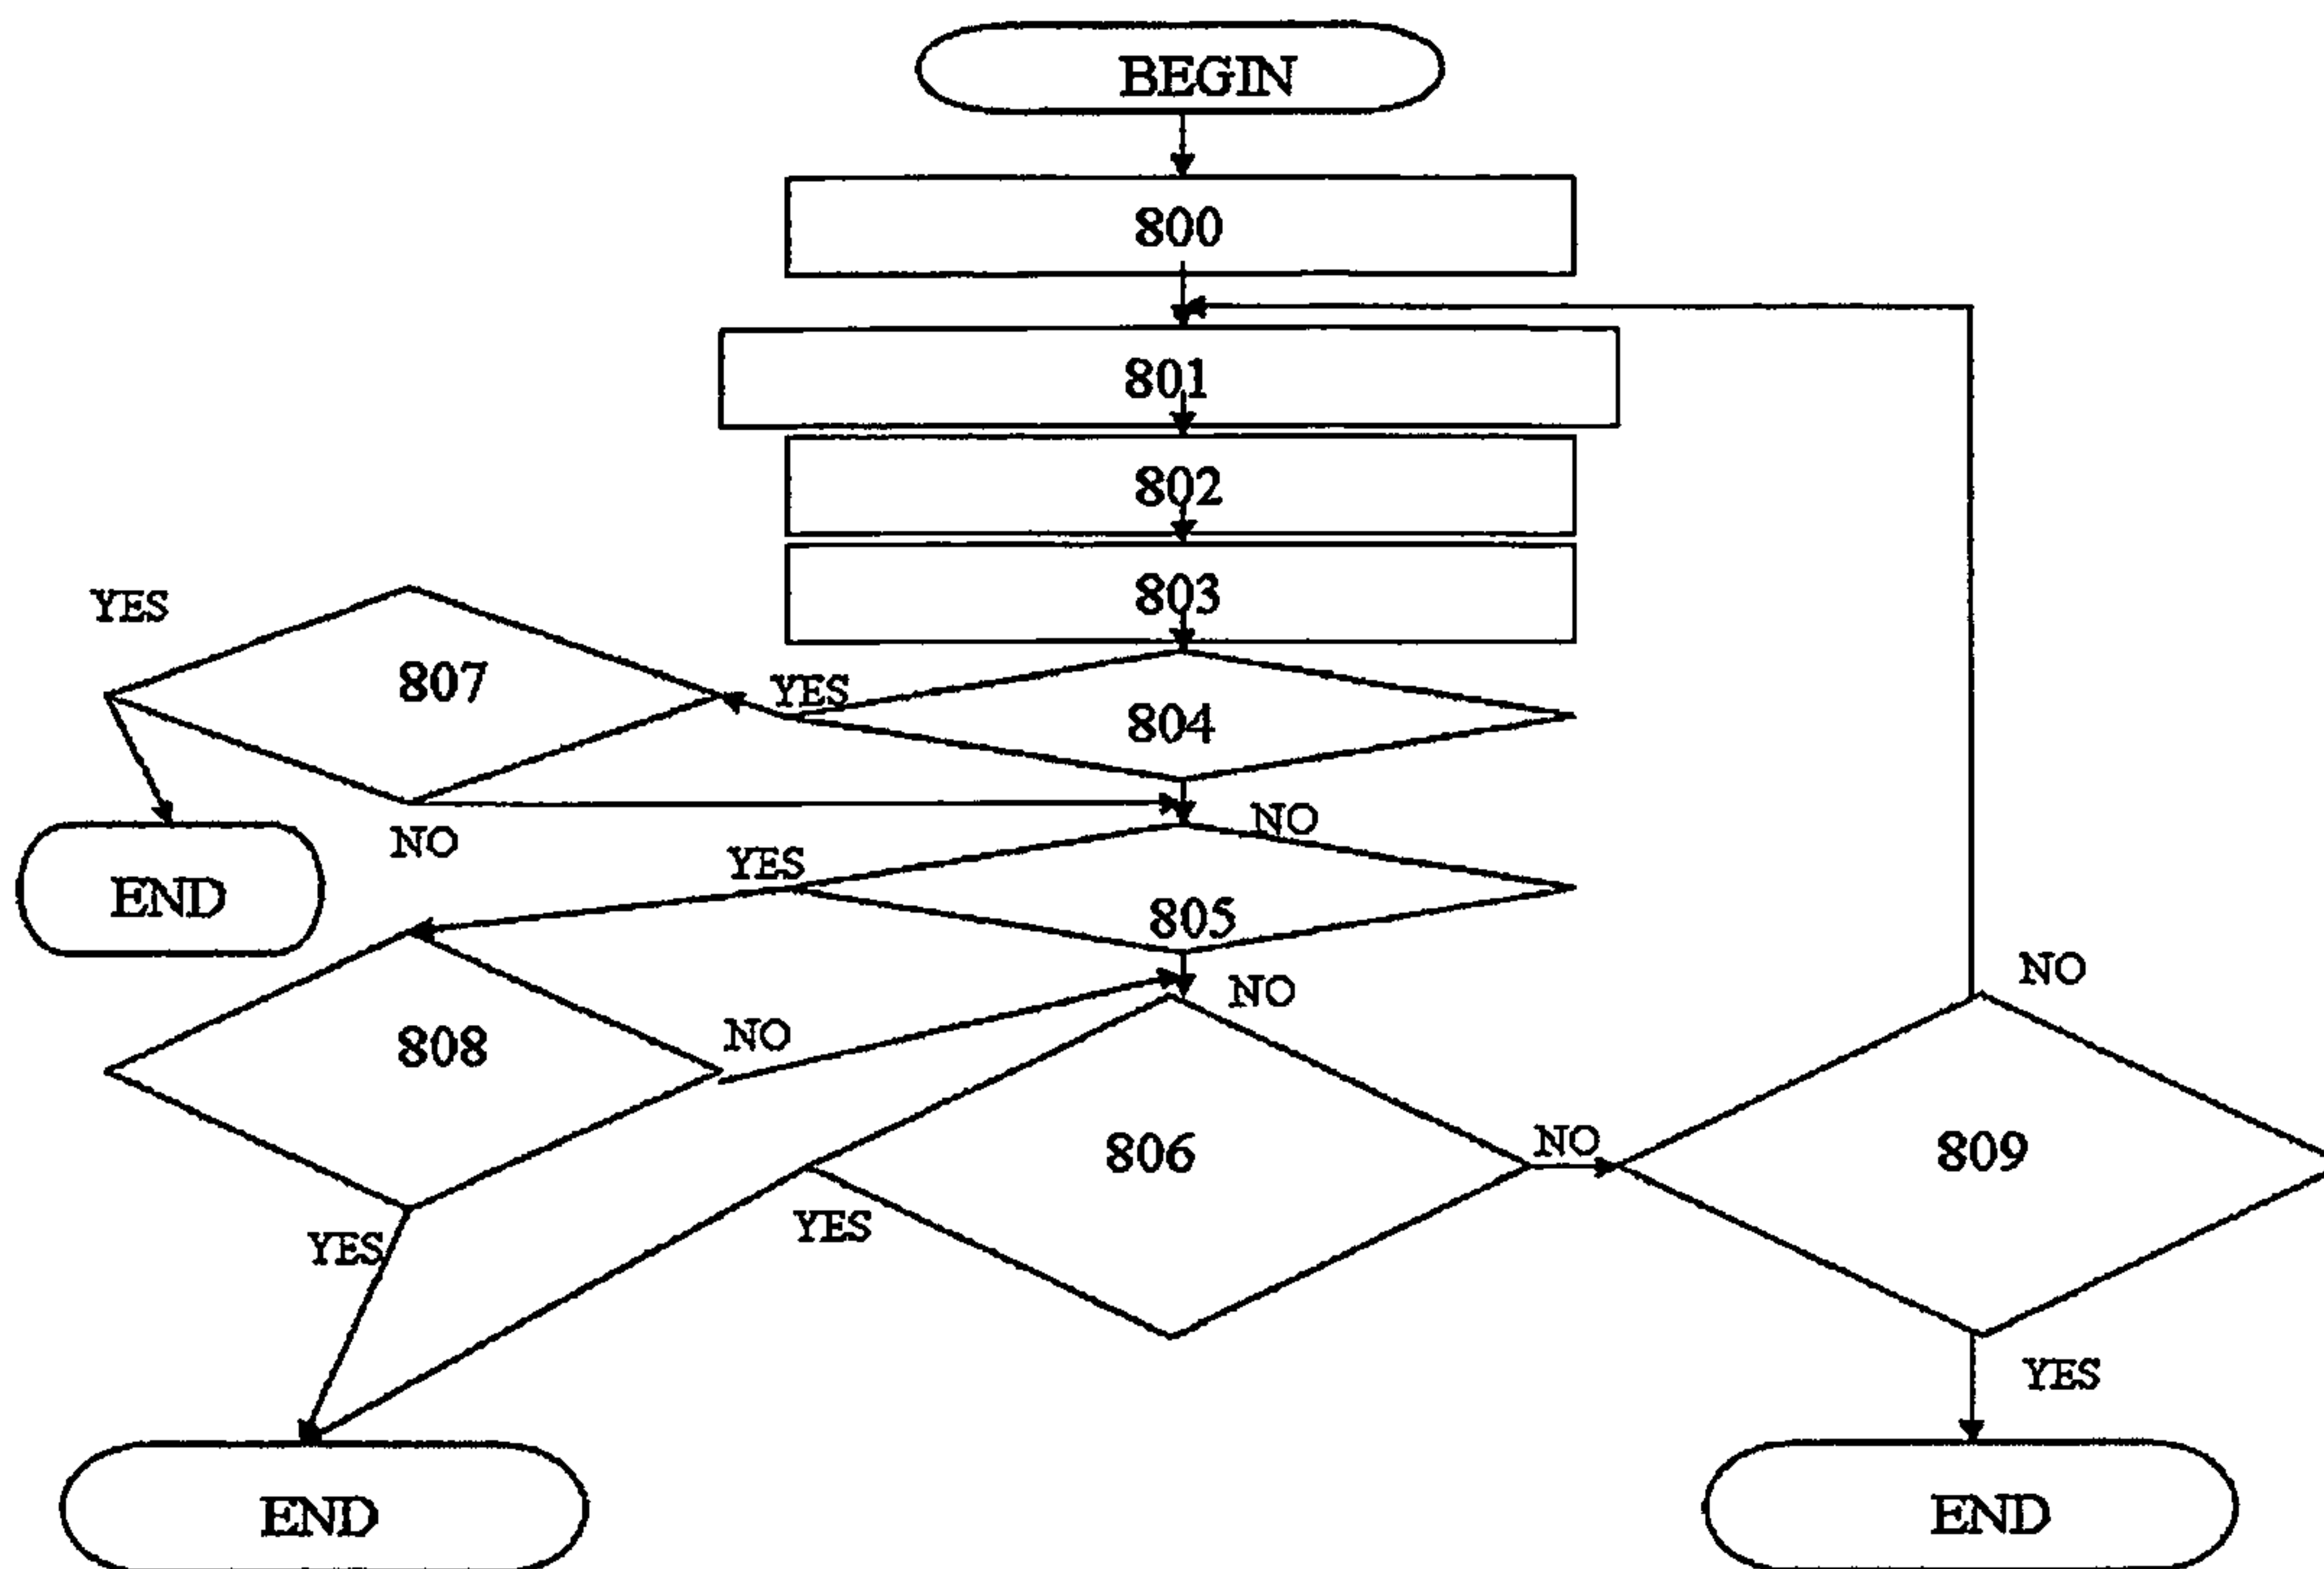 BEGIN
800
801
802
803
YES
807
YES
804
NO
NO
YES
END
805
NO
NO
808
NO
806
NO
809
YES
YES
YES
END
END